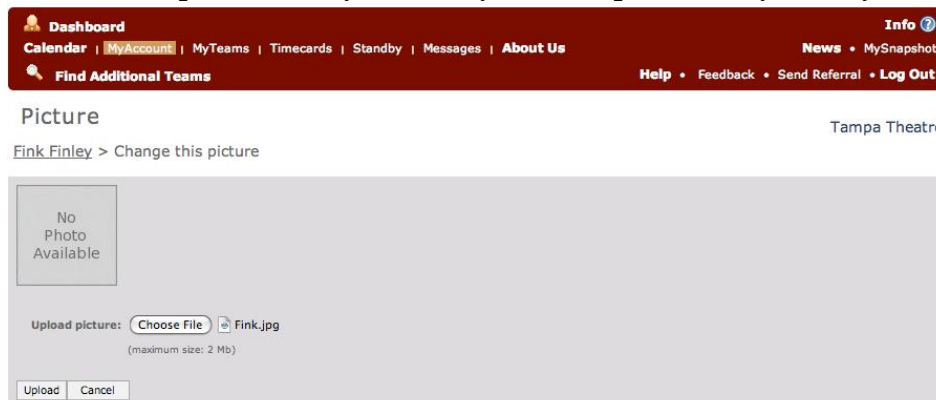 Dashboard Info ?
Calendar | MyAccount | MyTeams | Timecards | Standby | Messages | About Us News • MySnapshot
Find Additional Teams Help • Feedback • Send Referral • Log Out
Picture
Tampa Theatre
Fink Finley > Change this picture
No
Photo
Available
Upload picture: Choose File Fink.jpg
(maximum size: 2 Mb)
Upload Cancel